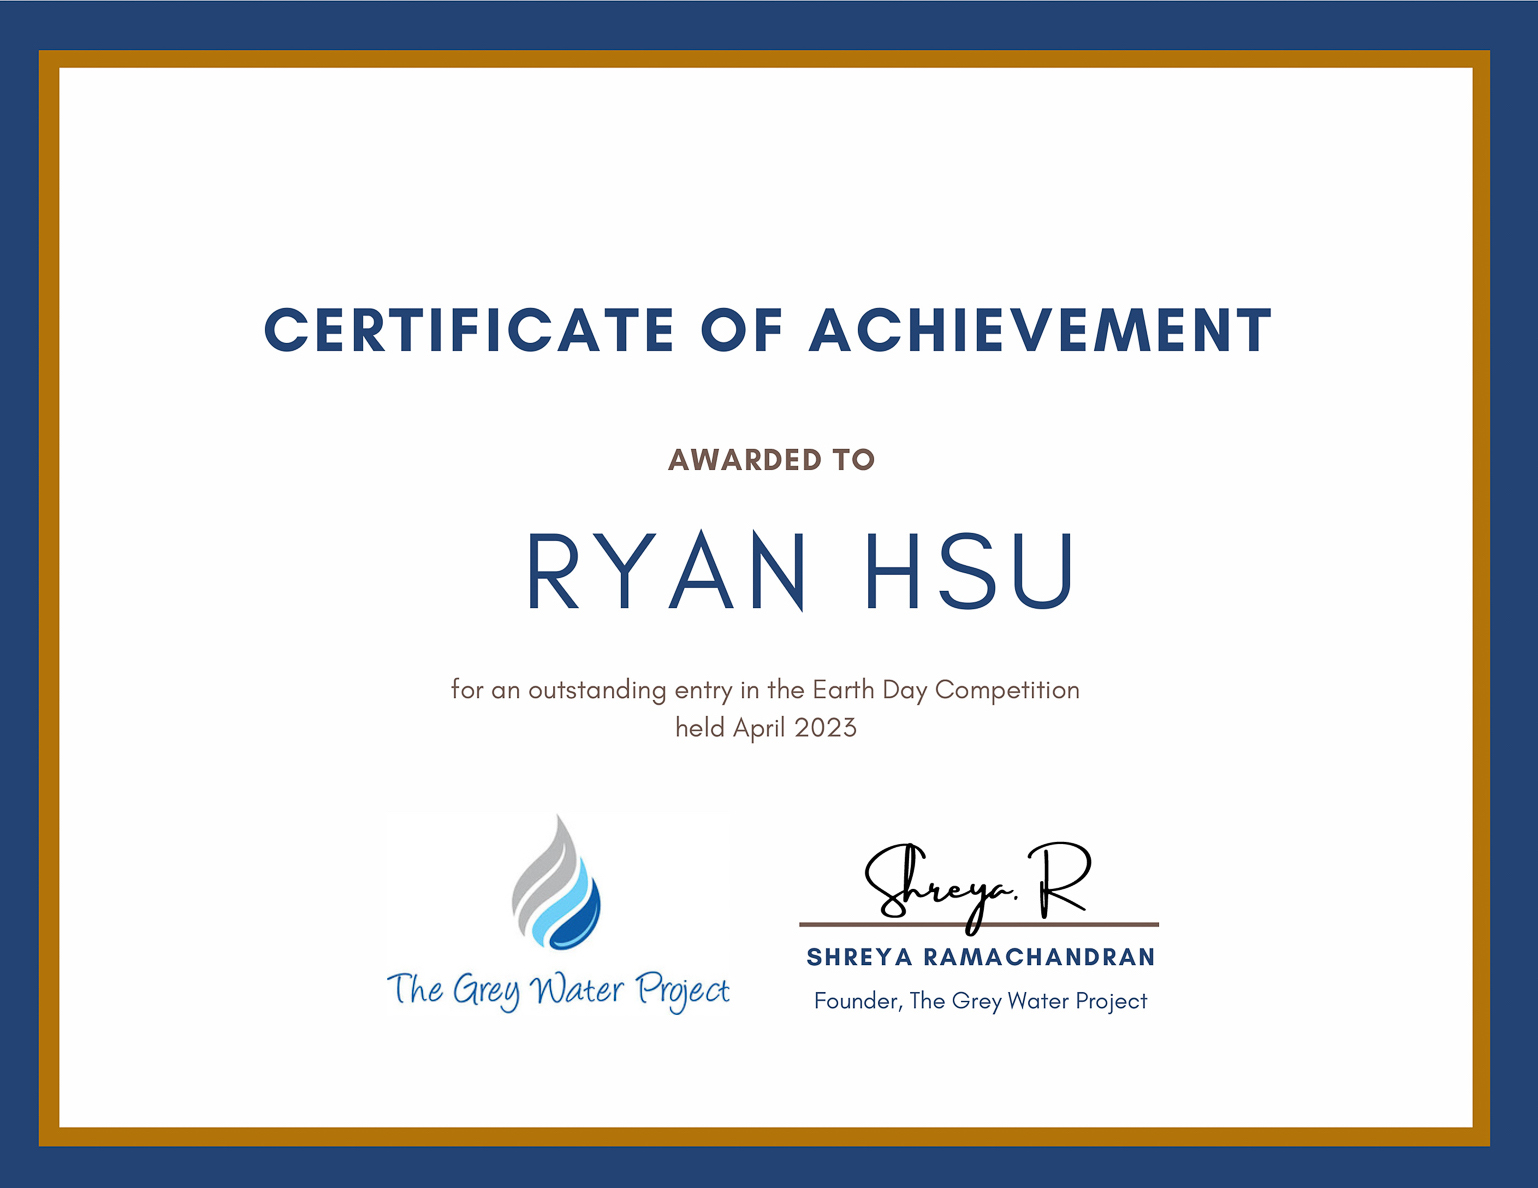 CERTIFICATE OF ACHIEVEMENT
AWARDED TO
RYAN HSU
for an outstanding entry in the Earth Day Competition
held April 2023
The Grey Water Project
Shreya. R
SHREYA RAMACHANDRAN
Founder, The Grey Water Project